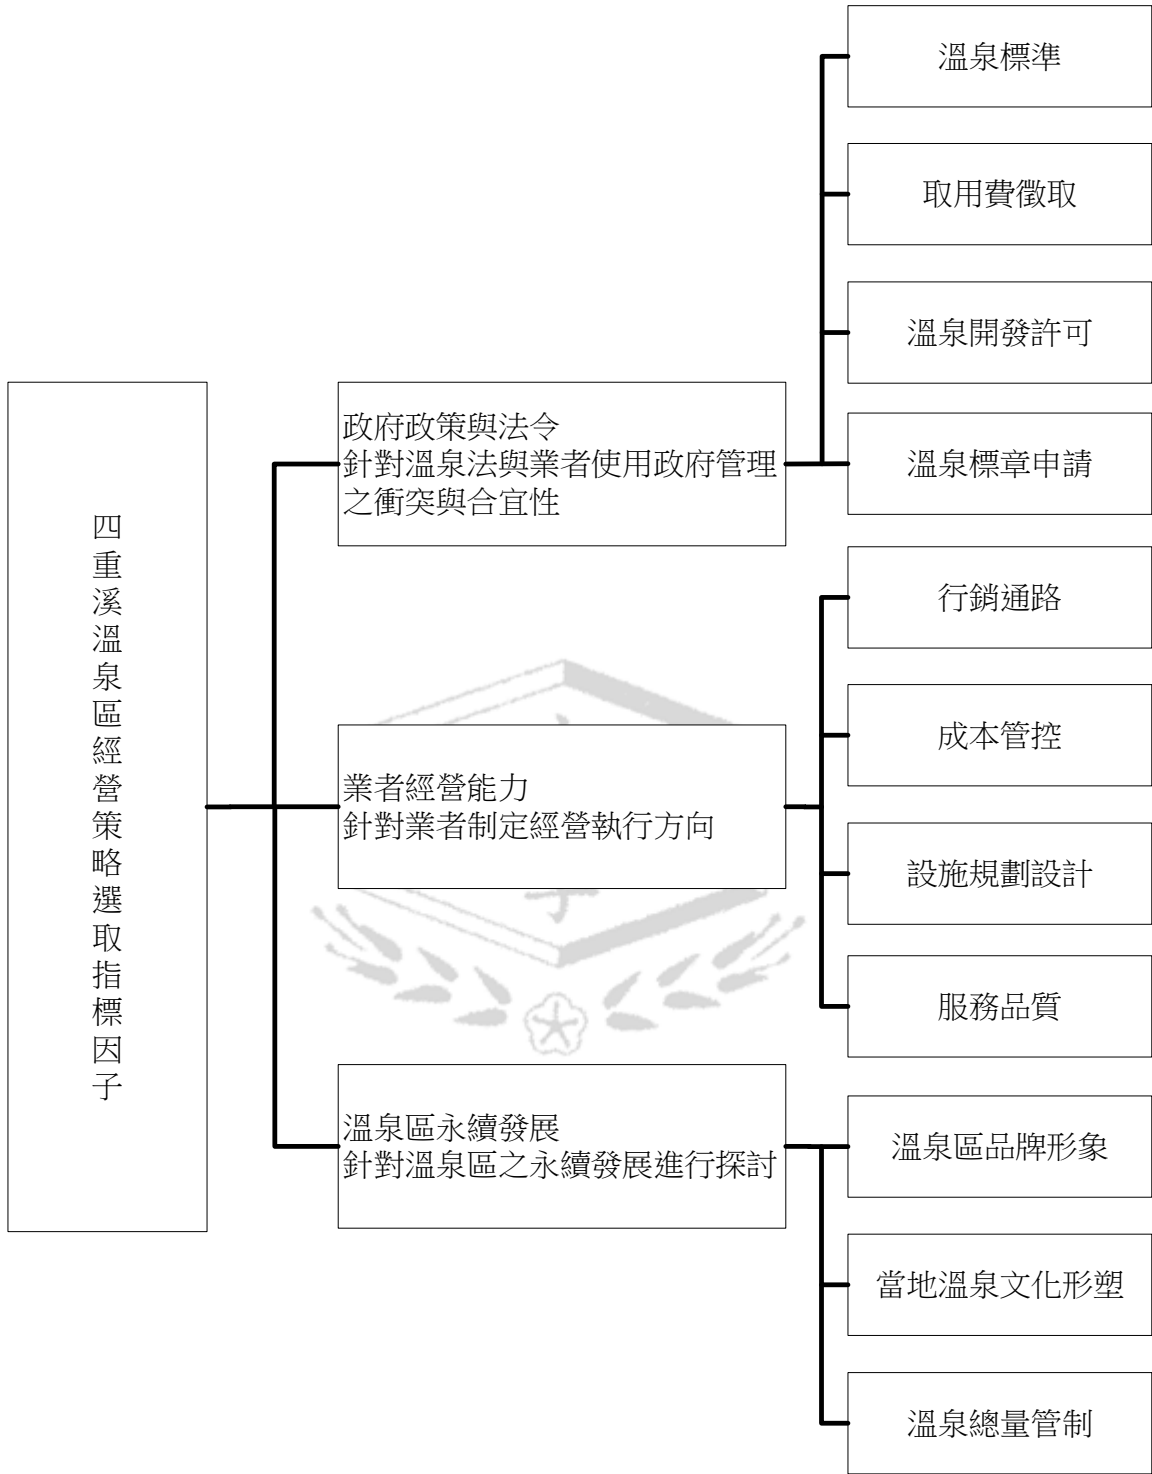 四重溪溫泉區經營策略選取指標因子
政府政策與法令
針對溫泉法與業者使用政府管理
之衝突與合宜性
溫泉標準
取用費徵取
溫泉開發許可
溫泉標章申請
業者經營能力
針對業者制定經營執行方向
行銷通路
成本管控
設施規劃設計
服務品質
溫泉區永續發展
針對溫泉區之永續發展進行探討
溫泉區品牌形象
當地溫泉文化形塑
溫泉總量管制